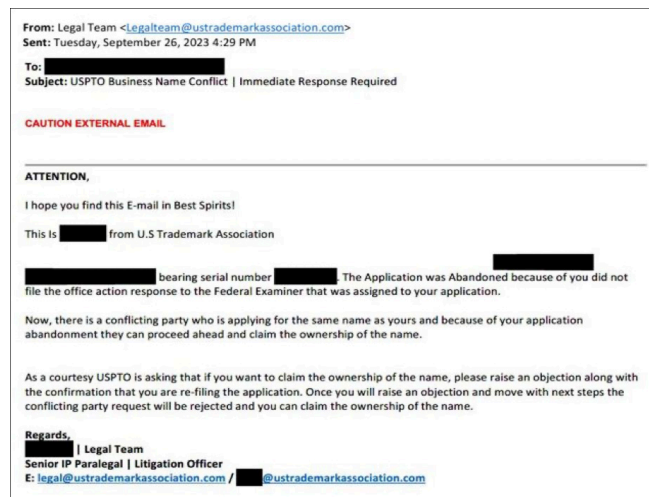 From: Legal Team <Legalteam@ustrademarkassociation.com>
Sent: Tuesday, September 26, 2023 4:29 PM
To:
Subject: USPTO Business Name Conflict | Immediate Response Required
CAUTION EXTERNAL EMAIL
ATTENTION,
I hope you find this E-mail in Best Spirits!
This Is from U.S Trademark Association
bearing serial number . The Application was Abandoned because of you did not
file the office action response to the Federal Examiner that was assigned to your application.
Now, there is a conflicting party who is applying for the same name as yours and because of your application
abandonment they can proceed ahead and claim the ownership of the name.
As a courtesy USPTO is asking that if you want to claim the ownership of the name, please raise an objection along with
the confirmation that you are re-filing the application. Once you will raise an objection and move with next steps the
conflicting party request will be rejected and you can claim the ownership of the name.
Regards,
| Legal Team
Senior IP Paralegal | Litigation Officer
E: legal@ustrademarkassociation.com / @ustrademarkassociation.com